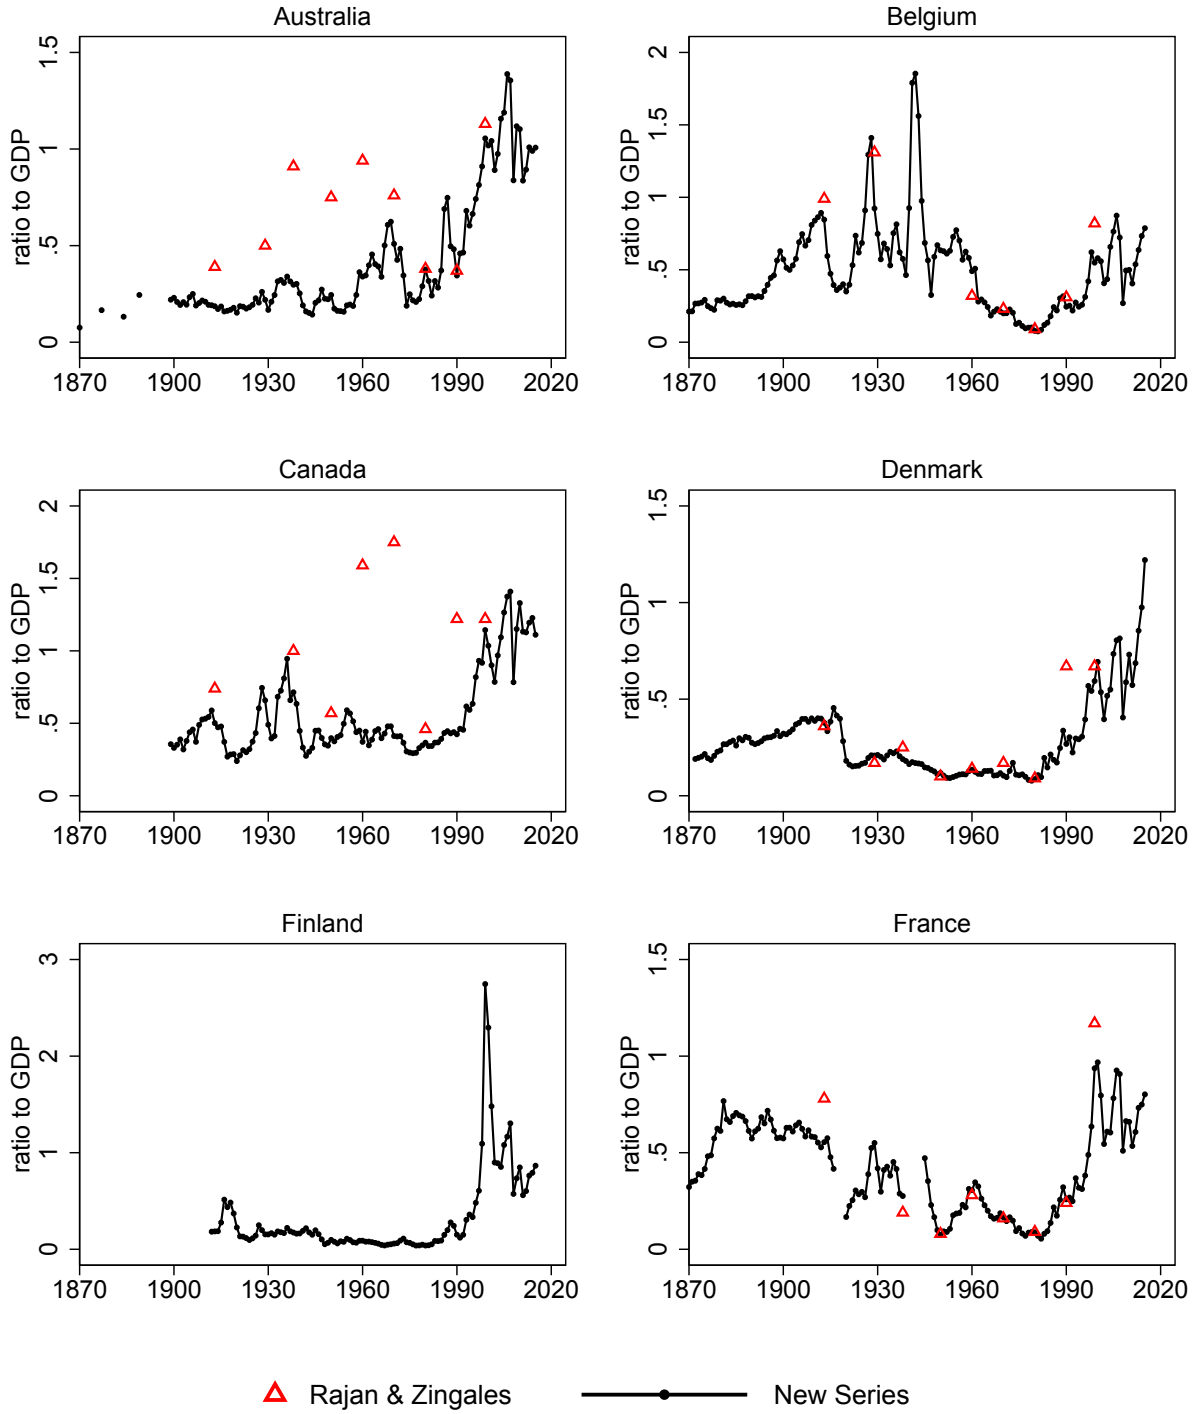 Australia
ratio to GDP
0
.5
1
1.5
1870 1900 1930 1960 1990 2020
Belgium
ratio to GDP
0
.5
1
1.5
2
1870 1900 1930 1960 1990 2020
Canada
ratio to GDP
0
.5
1
1.5
2
1870 1900 1930 1960 1990 2020
Denmark
ratio to GDP
0
.5
1
1.5
1870 1900 1930 1960 1990 2020
Finland
ratio to GDP
0
1
2
3
1870 1900 1930 1960 1990 2020
France
ratio to GDP
0
.5
1
1.5
1870 1900 1930 1960 1990 2020
Rajan & Zingales New Series